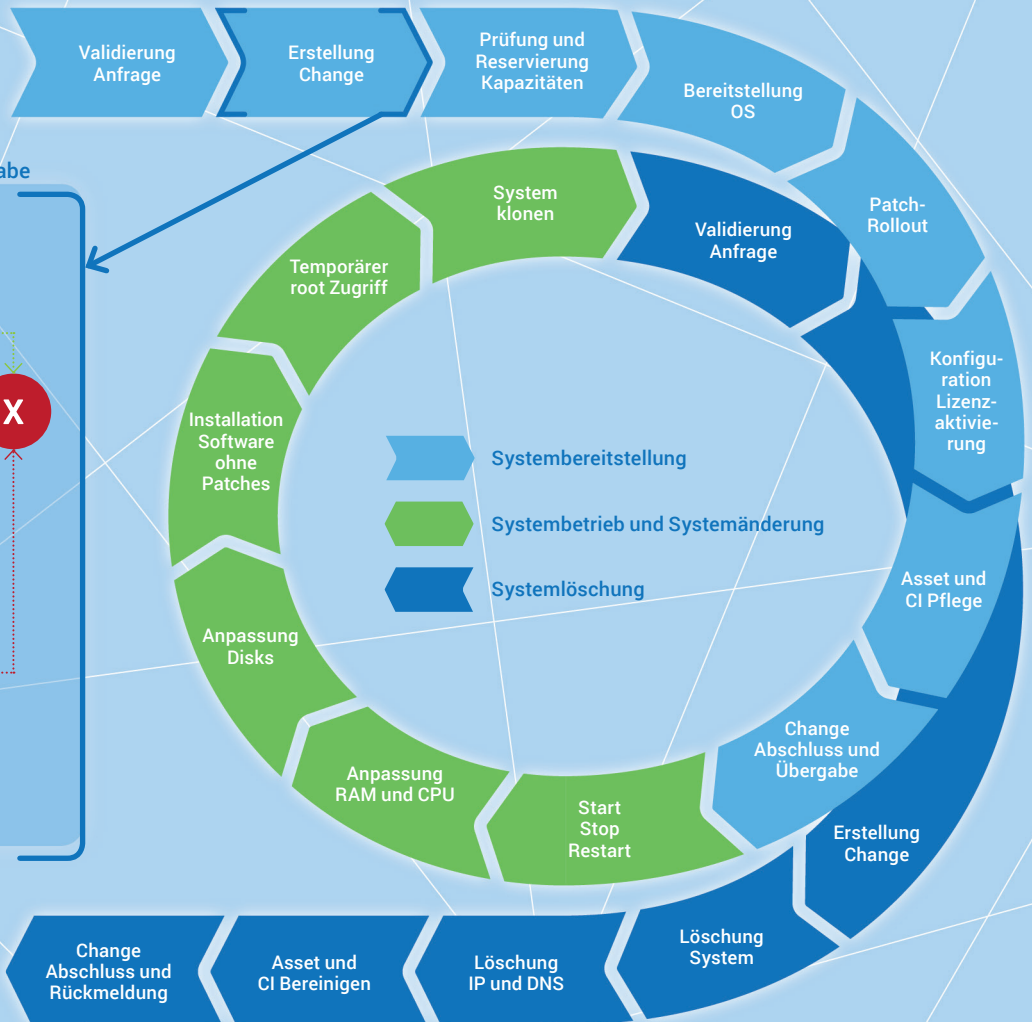 Validierung
Anfrage
Erstellung
Change
Prüfung und
Reservierung
Kapazitäten
Bereitstellung
OS
Patch-
Rollout
Konfigu-
ration
Lizenz-
aktivie-
rung
Asset und
CI Pflege
Change
Abschluss und
Übergabe
Start
Stop
Restart
Anpassung
RAM und CPU
Anpassung
Disks
Installation
Software
ohne
Patches
Temporärer
root Zugriff
System
klonen
Validierung
Anfrage
Erstellung
Change
Löschung
System
Löschung
IP und DNS
Asset und
CI Bereinigen
Change
Abschluss und
Rückmeldung
abe
X
Systembereitstellung
Systembetrieb und Systemänderung
Systemlöschung